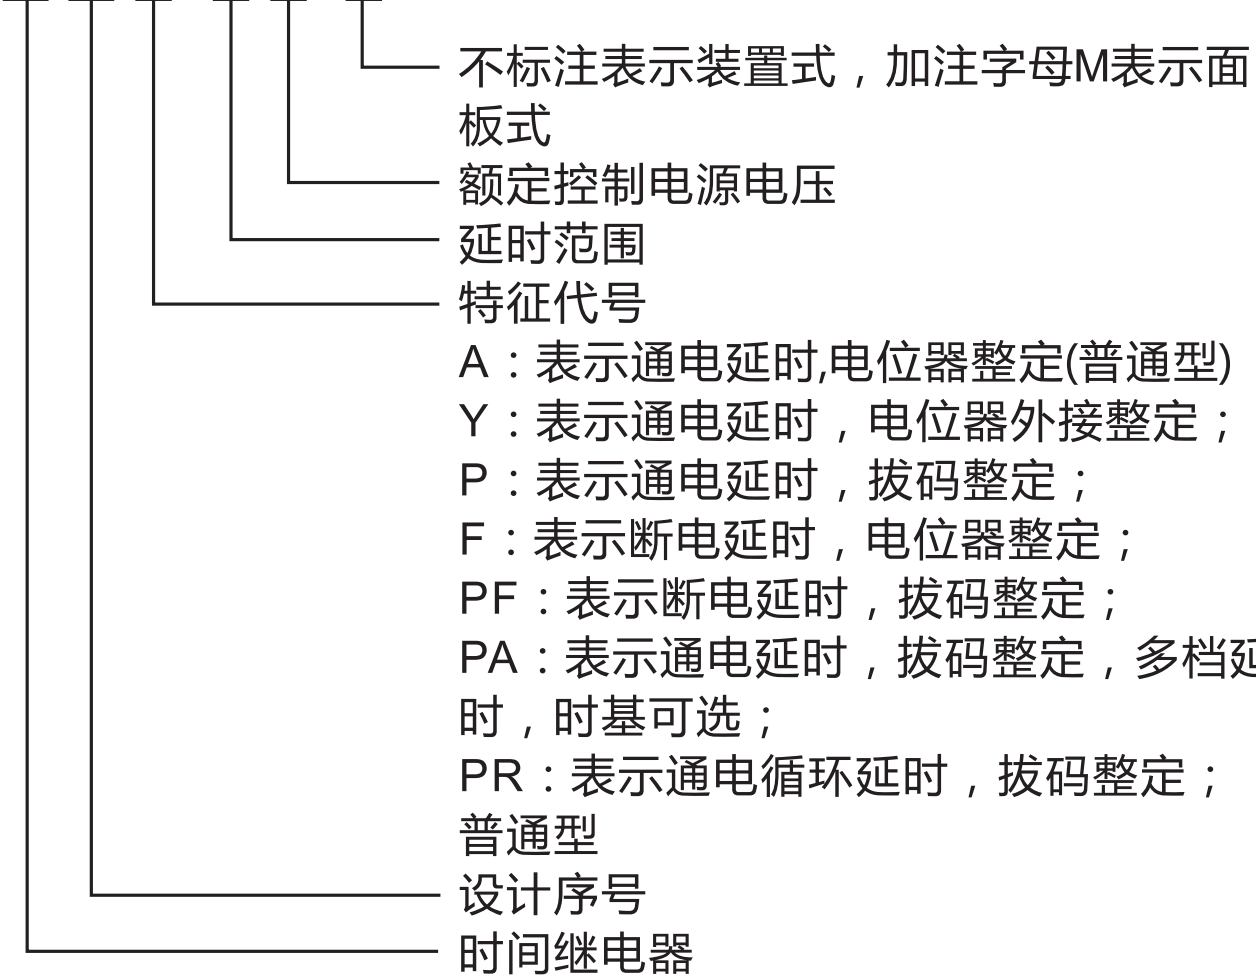 不标注表示装置式，加注字母M表示面
板式
额定控制电源电压
延时范围
特征代号
A：表示通电延时,电位器整定(普通型)
Y：表示通电延时，电位器外接整定；
P：表示通电延时，拔码整定；
F：表示断电延时，电位器整定；
PF：表示断电延时，拔码整定；
PA：表示通电延时，拔码整定，多档延
时，时基可选；
PR：表示通电循环延时，拔码整定；
普通型
设计序号
时间继电器